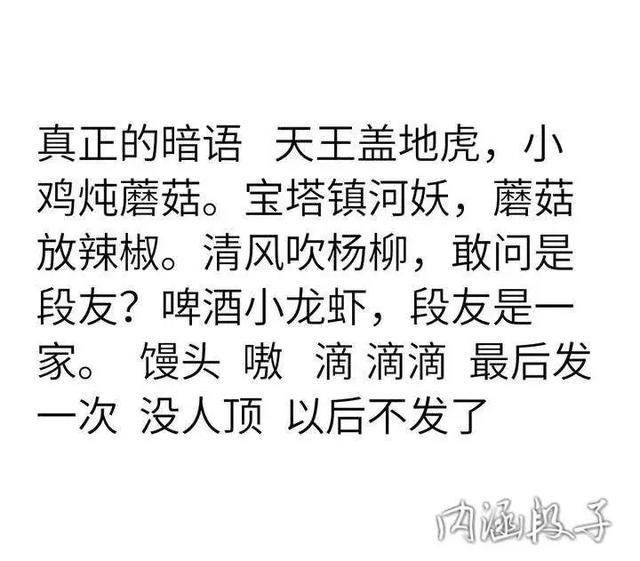 真正的暗语 天王盖地虎，小
鸡炖蘑菇。宝塔镇河妖，蘑菇
放辣椒。清风吹杨柳，敢问是
段友？啤酒小龙虾，段友是一
家。 馒头 嗷 滴 滴滴 最后发
一次 没人顶 以后不发了
内涵段子